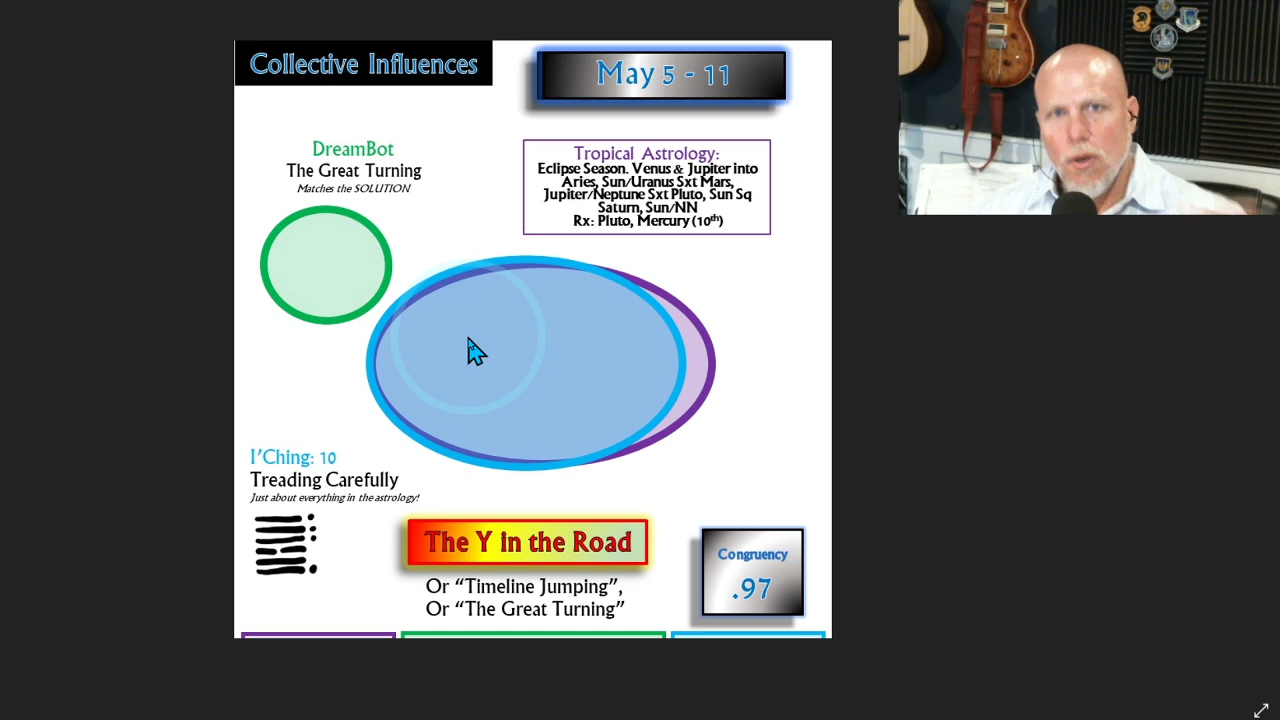 Collective Influences
May 5 - 11
DreamBot
The Great Turning
Matches the SOLUTION
Tropical Astrology:
Eclipse Season. Venus & Jupiter into
Aries, Sun/Uranus Sxt Mars,
Jupiter/Neptune Sxt Pluto, Sun Sq
Saturn, Sun/NN
Rx: Pluto, Mercury (10th)
I'Ching: 10
Treading Carefully
Just about everything in the astrology!
The Y in the Road
Or "Timeline Jumping",
Or "The Great Turning"
Congruency
.97